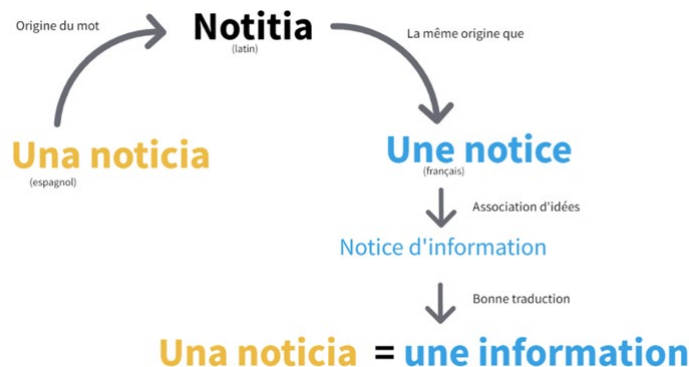 Origine du mot
Notitia
(latin)
La même origine que
Una noticia
(espagnol)
Une notice
(français)
Association d'idées
Notice d'information
Bonne traduction
Una noticia = une information